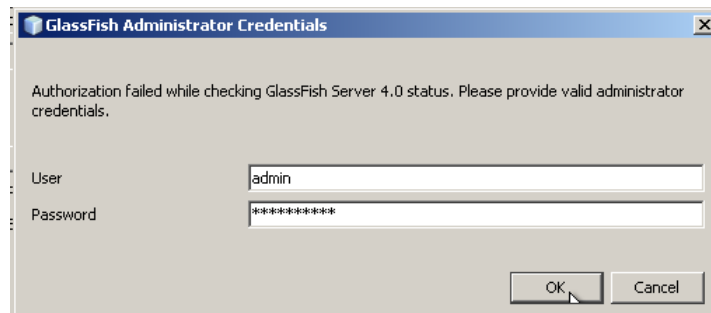 GlassFish Administrator Credentials
Authorization failed while checking GlassFish Server 4.0 status. Please provide valid administrator
credentials.
User admin
Password **********
OK Cancel